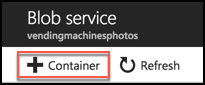 Blob service
vendingmachinesphotos
Container Refresh